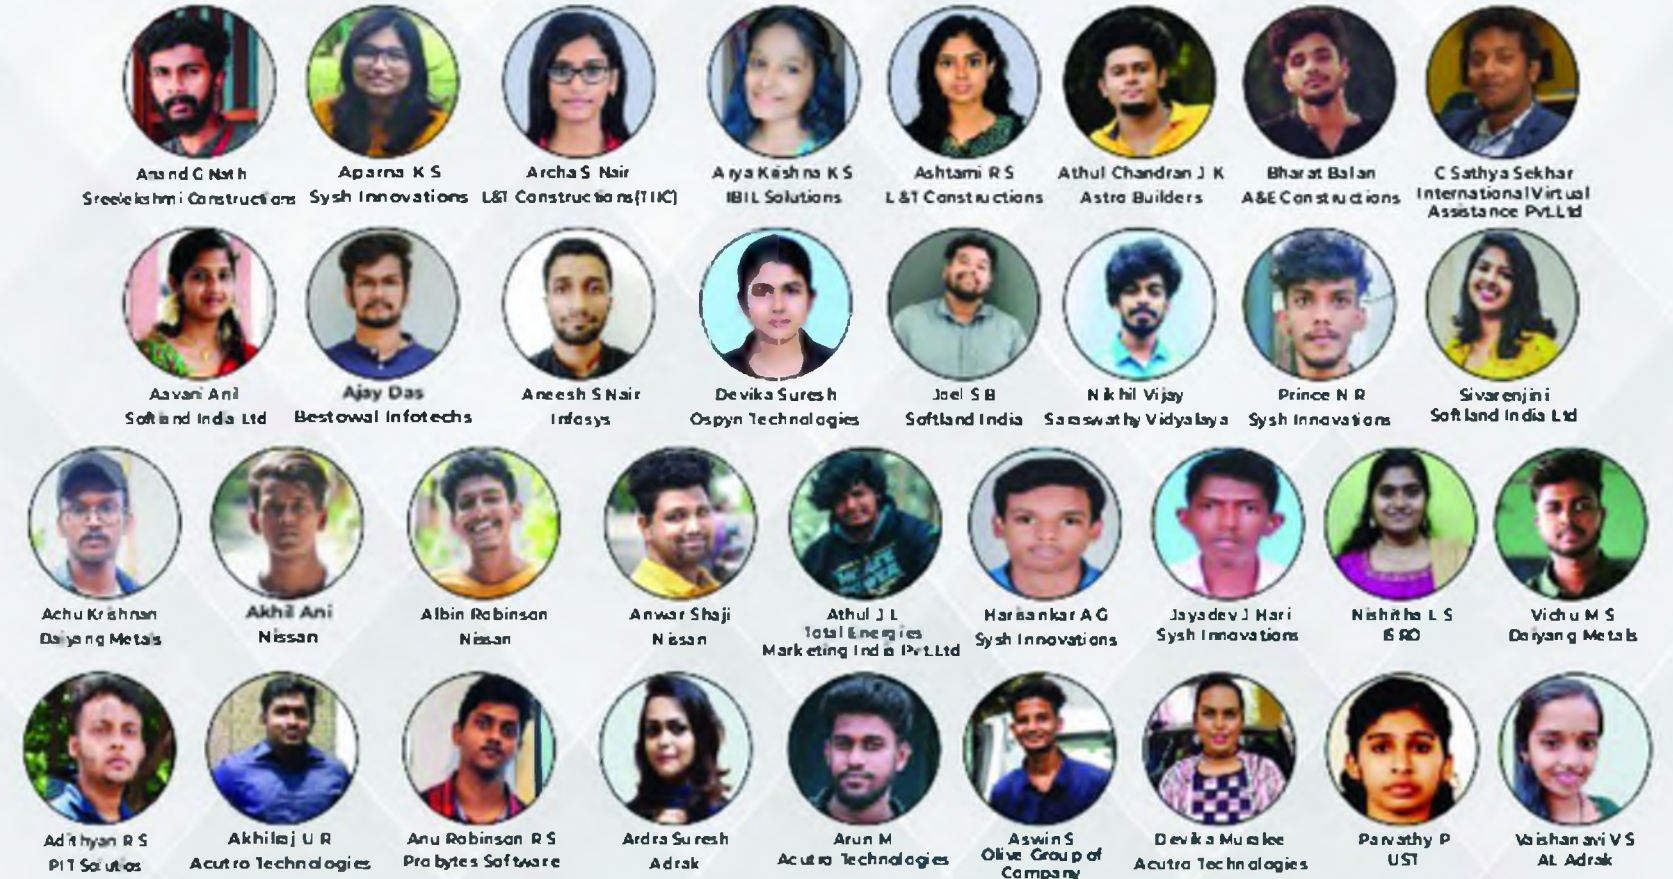 Anand G Nath
Sreelekshmi Constructions
Aparna K S
Sysh Innovations
Archa S Nair
L&T Constructions(TIIC)
Arya Krishna K S
IBIL Solutions
Ashtami R S
L&T Constructions
Athul Chandran J K
Astro Builders
Bharat Balan
A&E Constructions
C Sathya Sekhar
International Virtual
Assistance Pvt.Ltd
Aavani Anil
Softland India Ltd
Ajay Das
Bestowal Infotechs
Aneesh S Nair
Infosys
Devika Suresh
Ospyn Technologies
Joel S B
Softland India
Nikhil Vijay
Saraswathy Vidyalaya
Prince N R
Sysh Innovations
Sivarenjini
Softland India Ltd
Achu Krishnan
Daiyang Metals
Akhil Ani
Nissan
Albin Robinson
Nissan
Anwar Shaji
Nissan
Athul J L
Total Energies
Marketing India Pvt.Ltd
Harisankar A G
Sysh Innovations
Jayadev J Hari
Sysh Innovations
Nishitha L S
ISRO
Vichu M S
Daiyang Metals
Adithyan R S
PIT Solutios
Akhilraj U R
Acutro Technologies
Anu Robinson R S
Probytes Software
Ardra Suresh
Adrak
Arun M
Acutro Technologies
Aswin S
Olive Group of
Company
Devika Muralee
Acutro Technologies
Parvathy P
UST
Vaishanavi V S
AL Adrak